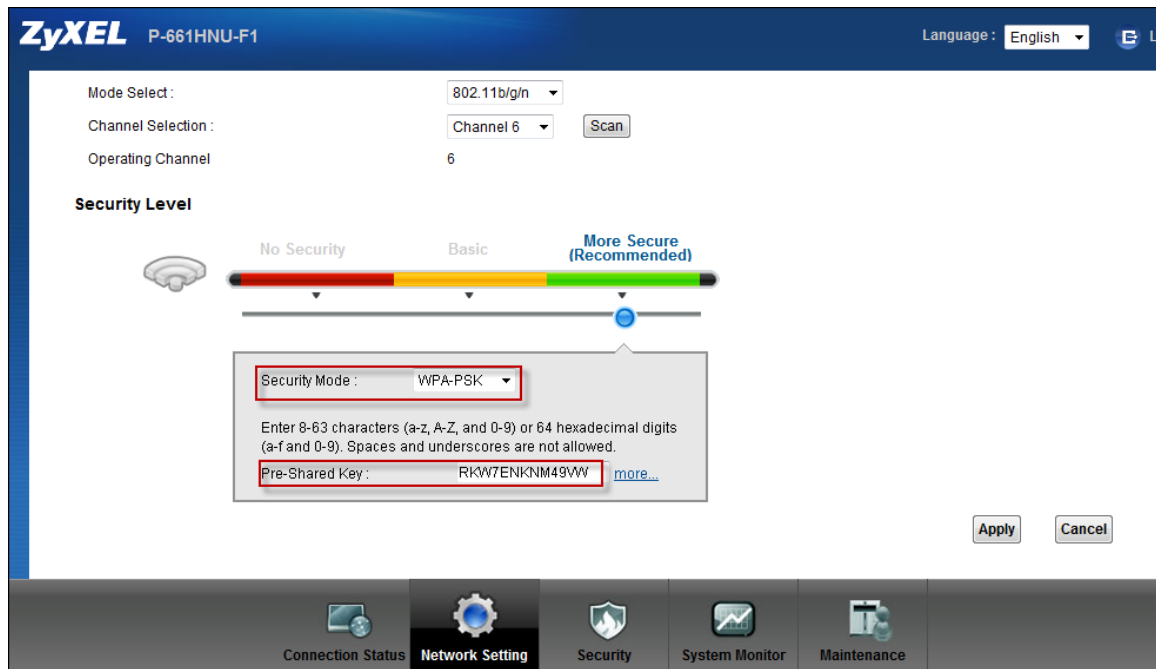 ZyXEL P-661HNU-F1 Language : English
Mode Select : 802.11b/g/n
Channel Selection : Channel 6 Scan
Operating Channel 6
Security Level
No Security Basic More Secure
(Recommended)
Security Mode : WPA-PSK
Enter 8-63 characters (a-z, A-Z, and 0-9) or 64 hexadecimal digits
(a-f and 0-9). Spaces and underscores are not allowed.
Pre-Shared Key : RKW7ENKNM49VW more...
Apply Cancel
Connection Status Network Setting Security System Monitor Maintenance